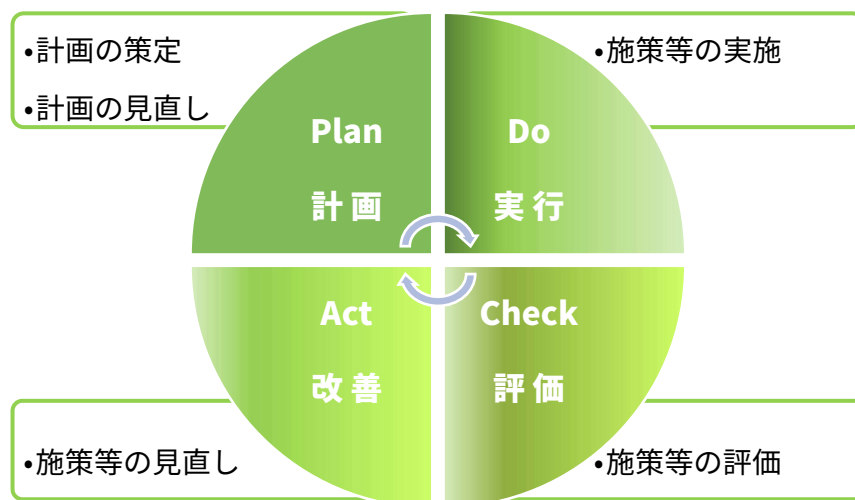 •計画の策定
•計画の見直し
•施策等の実施
Plan
計画
Do
実行
Act
改善
Check
評価
•施策等の見直し
•施策等の評価